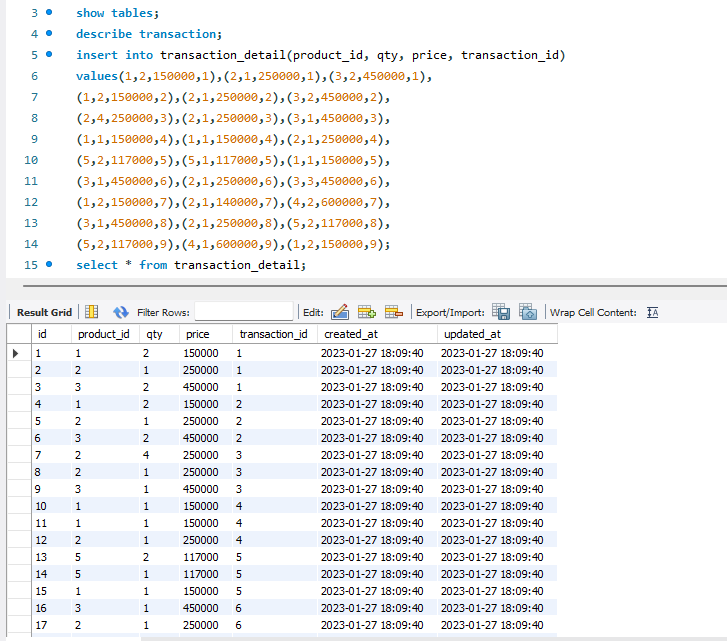 3 show tables;
4 describe transaction;
5 insert into transaction_detail(product_id, qty, price, transaction_id)
6 values(1,2,150000,1),(2,1,250000,1),(3,2,450000,1),
7 (1,2,150000,2),(2,1,250000,2),(3,2,450000,2),
8 (2,4,250000,3),(2,1,250000,3),(3,1,450000,3),
9 (1,1,150000,4),(1,1,150000,4),(2,1,250000,4),
10 (5,2,117000,5),(5,1,117000,5),(1,1,150000,5),
11 (3,1,450000,6),(2,1,250000,6),(3,3,450000,6),
12 (1,2,150000,7),(2,1,140000,7),(4,2,600000,7),
13 (3,1,450000,8),(2,1,250000,8),(5,2,117000,8),
14 (5,2,117000,9),(4,1,600000,9),(1,2,150000,9);
15 select * from transaction_detail;
Result Grid Filter Rows: Edit: Export/Import: Wrap Cell Content:
id product_id qty price transaction_id created_at updated_at
1 1 2 150000 1 2023-01-27 18:09:40 2023-01-27 18:09:40
2 2 1 250000 1 2023-01-27 18:09:40 2023-01-27 18:09:40
3 3 2 450000 1 2023-01-27 18:09:40 2023-01-27 18:09:40
4 1 2 150000 2 2023-01-27 18:09:40 2023-01-27 18:09:40
5 2 1 250000 2 2023-01-27 18:09:40 2023-01-27 18:09:40
6 3 2 450000 2 2023-01-27 18:09:40 2023-01-27 18:09:40
7 2 4 250000 3 2023-01-27 18:09:40 2023-01-27 18:09:40
8 2 1 250000 3 2023-01-27 18:09:40 2023-01-27 18:09:40
9 3 1 450000 3 2023-01-27 18:09:40 2023-01-27 18:09:40
10 1 1 150000 4 2023-01-27 18:09:40 2023-01-27 18:09:40
11 1 1 150000 4 2023-01-27 18:09:40 2023-01-27 18:09:40
12 2 1 250000 4 2023-01-27 18:09:40 2023-01-27 18:09:40
13 5 2 117000 5 2023-01-27 18:09:40 2023-01-27 18:09:40
14 5 1 117000 5 2023-01-27 18:09:40 2023-01-27 18:09:40
15 1 1 150000 5 2023-01-27 18:09:40 2023-01-27 18:09:40
16 3 1 450000 6 2023-01-27 18:09:40 2023-01-27 18:09:40
17 2 1 250000 6 2023-01-27 18:09:40 2023-01-27 18:09:40